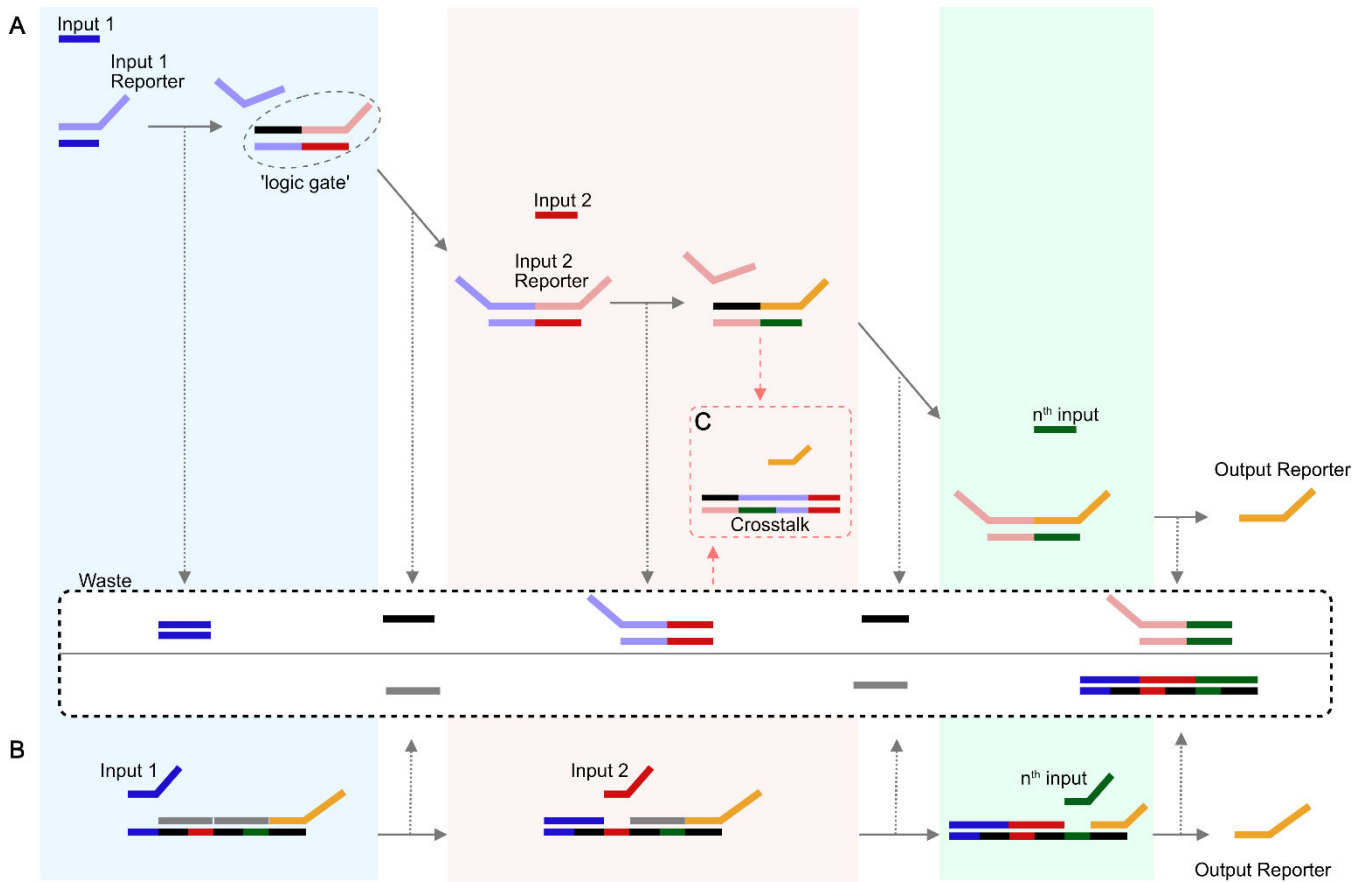 A
Input 1
Input 1
Reporter
'logic gate'
Input 2
Input 2
Reporter
C
Crosstalk
nth input
Output Reporter
Waste
B
Input 1
Input 2
nth input
Output Reporter